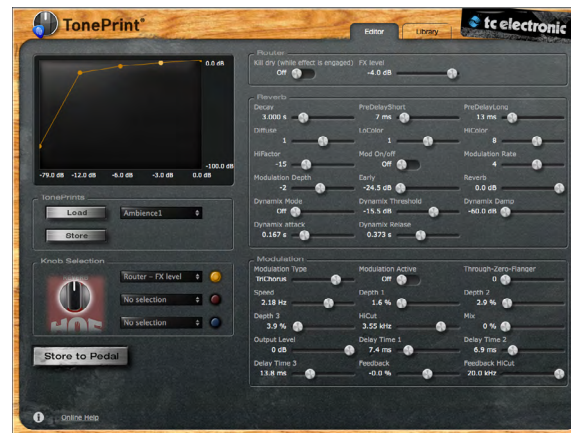 TonePrint®
Editor
Library
tc electronic
0.0 dB
-100.0 dB
-79.0 dB -12.0 dB -6.0 dB -3.0 dB 0.0 dB
TonePrints
Load
Ambience1
Store
Knob Selection
Router - FX level
No selection
No selection
HOF
Store to Pedal
i
Online Help
Router
Kill dry (while effect is engaged) FX level
Off -4.0 dB
Reverb
Decay PreDelayShort PreDelayLong
3.000 s 7 ms 13 ms
Diffuse LoColor HiColor
1 1 8
HiFactor Mod On/off Modulation Rate
-15 Off 4
Modulation Depth Early Reverb
-2 -24.5 dB 0.0 dB
Dynamix Mode Dynamix Threshold Dynamix Damp
Off -15.5 dB -60.0 dB
Dynamix attack Dynamix Relase
0.167 s 0.373 s
Modulation
Modulation Type Modulation Active Through-Zero-Flanger
TriChorus Off 0
Speed Depth 1 Depth 2
2.18 Hz 1.6 % 2.9 %
Depth 3 HiCut Mix
3.9 % 3.55 kHz 0 %
Output Level Delay Time 1 Delay Time 2
0 dB 7.4 ms 6.9 ms
Delay Time 3 Feedback Feedback HiCut
13.8 ms -0.0 % 20.0 kHz